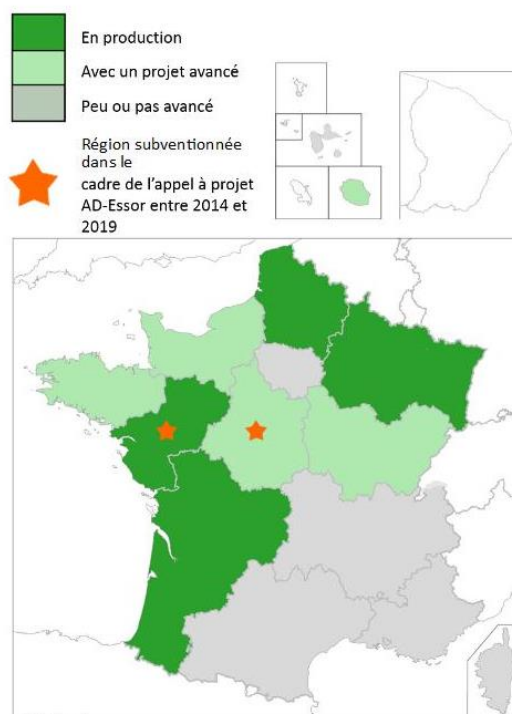 En production
Avec un projet avancé
Peu ou pas avancé
Région subventionnée
dans le
cadre de l'appel à projet
AD-Essor entre 2014 et
2019